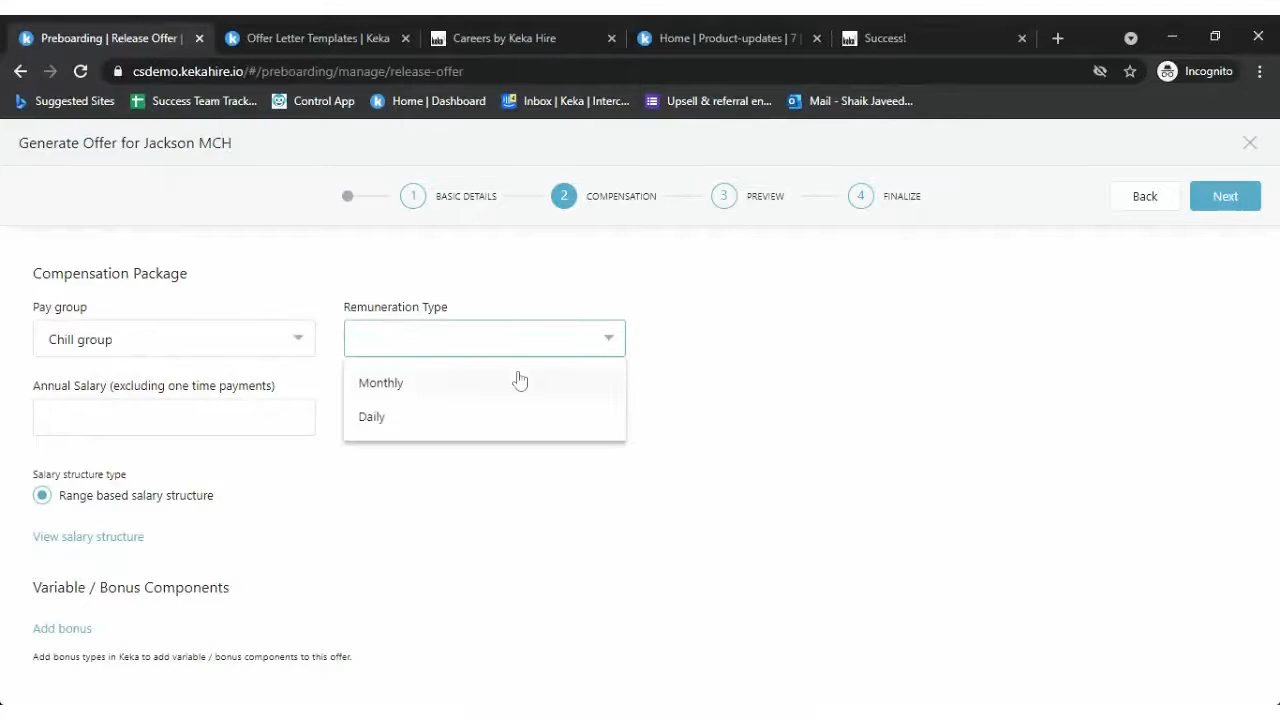 Preboarding | Release Offer |
Offer Letter Templates | Keka
Careers by Keka Hire
Home | Product-updates | 7 |
Success!
csdemo.kekahire.io/#/preboarding/manage/release-offer
Incognito
Suggested Sites
Success Team Track...
Control App
Home | Dashboard
Inbox | Keka | Interc...
Upsell & referral en...
Mail - Shaik Javeed...
Generate Offer for Jackson MCH
1 BASIC DETAILS
2 COMPENSATION
3 PREVIEW
4 FINALIZE
Back
Next
Compensation Package
Pay group
Remuneration Type
Chill group
Monthly
Daily
Annual Salary (excluding one time payments)
Salary structure type
Range based salary structure
View salary structure
Variable / Bonus Components
Add bonus
Add bonus types in Keka to add variable / bonus components to this offer.